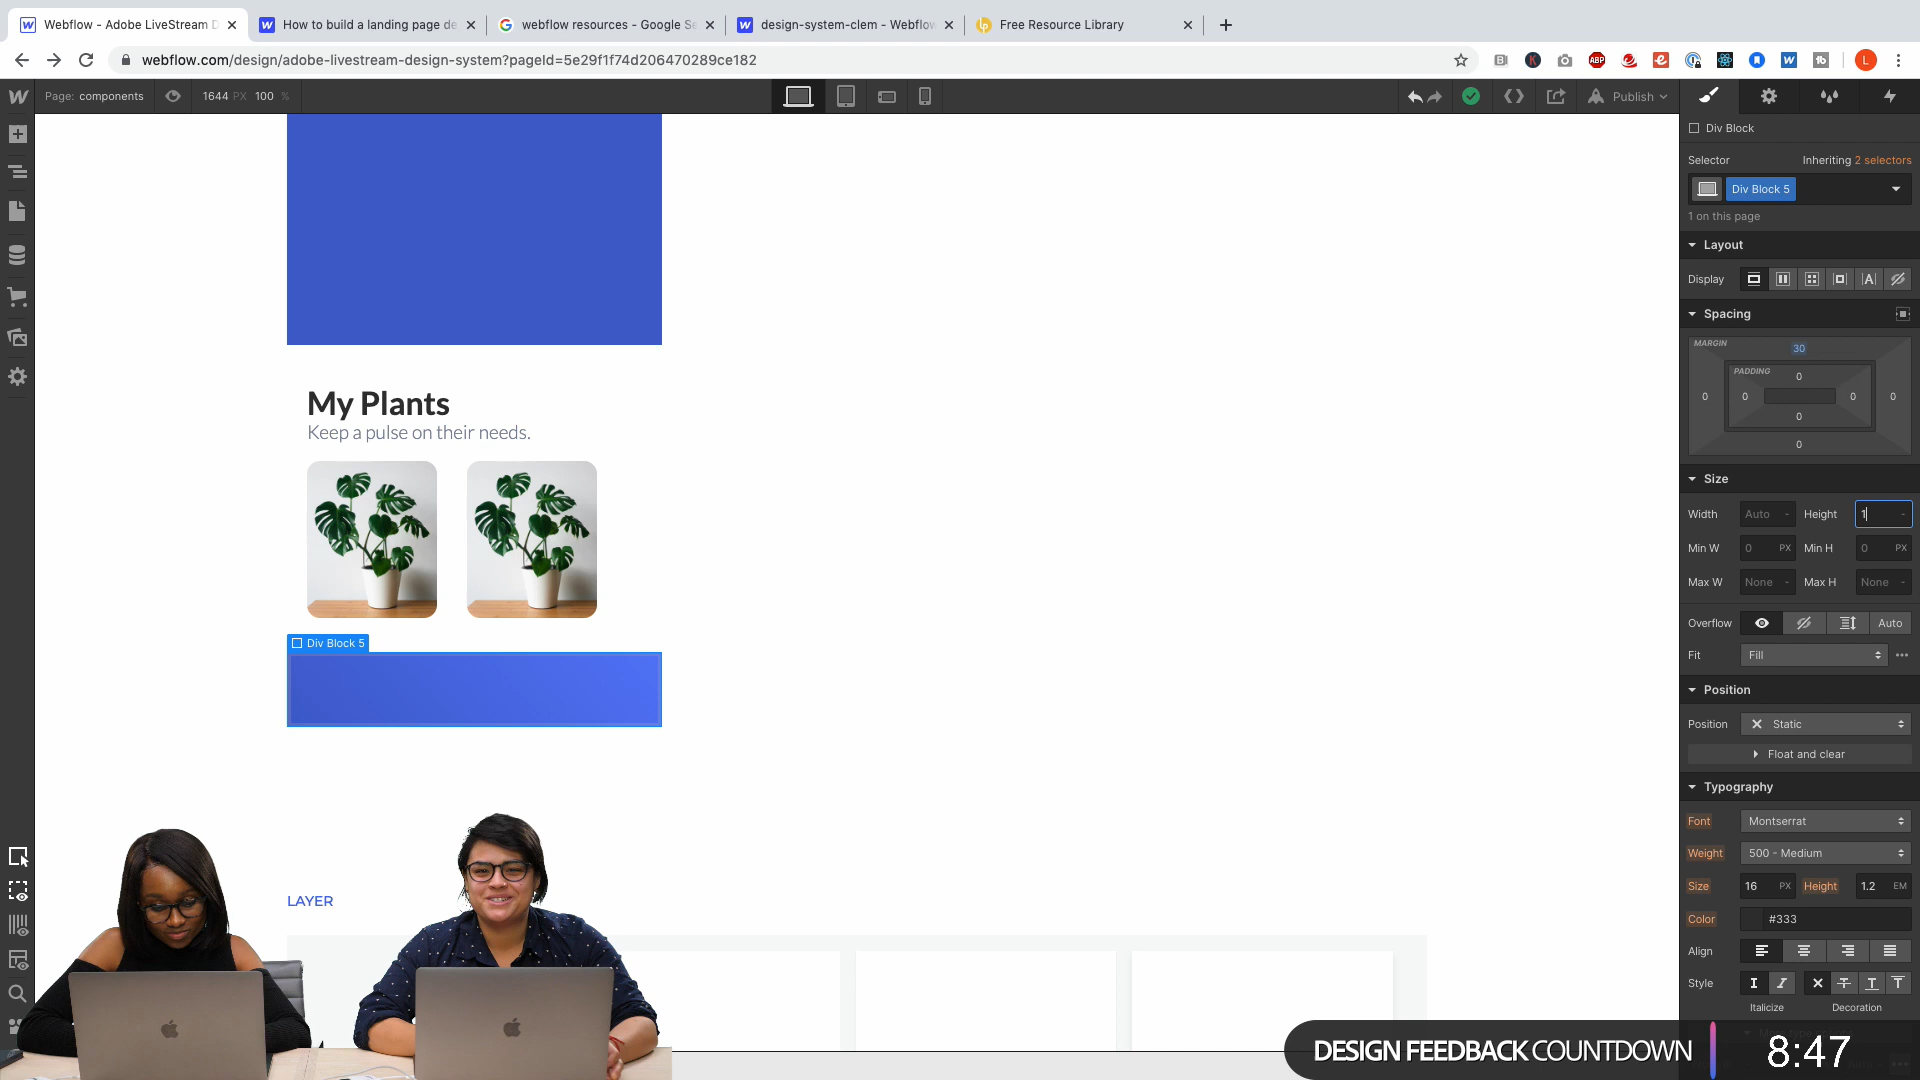 Webflow - Adobe LiveStream D
How to build a landing page de
webflow resources - Google Se
design-system-clem - Webflow
Free Resource Library
webflow.com/design/adobe-livestream-design-system?pageId=5e29f1f74d206470289ce182
Page: components
1644 PX 100 %
Publish
Div Block
Selector
Inheriting 2 selectors
Div Block 5
1 on this page
Layout
Display
Spacing
MARGIN
30
PADDING
0
0 0 0 0
0
0
Size
Width Auto - Height 1 -
Min W 0 PX Min H 0 PX
Max W None - Max H None -
Overflow Auto
Fit Fill
Position
Position Static
Float and clear
Typography
Font Montserrat
Weight 500 - Medium
Size 16 PX Height 1.2 EM
Color #333
Align
Style
Italicize Decoration
My Plants
Keep a pulse on their needs.
Div Block 5
LAYER
DESIGN FEEDBACK COUNTDOWN
8:47